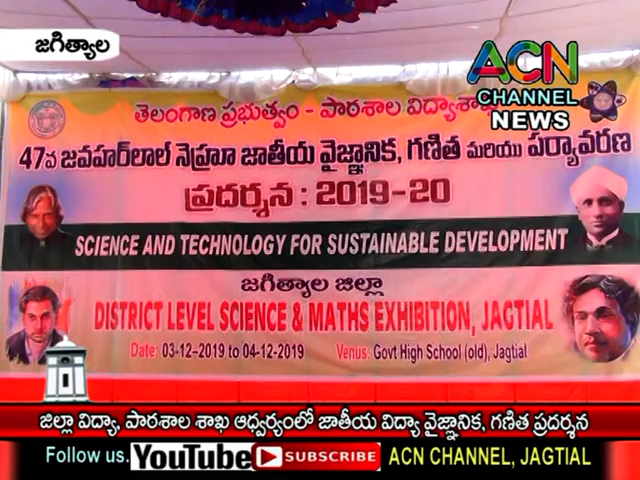 జగిత్యాల
ACN
CHANNEL
NEWS
తెలంగాణ ప్రభుత్వం - పాఠశాల విద్యాశాఖ
47వ జవహర్‌లాల్ నెహ్రూ జాతీయ వైజ్ఞానిక, గణిత మరియు పర్యావరణ
ప్రదర్శన : 2019-20
SCIENCE AND TECHNOLOGY FOR SUSTAINABLE DEVELOPMENT
జగిత్యాల జిల్లా
DISTRICT LEVEL SCIENCE & MATHS EXHIBITION, JAGTIAL
Date: 03-12-2019 to 04-12-2019 Venue: Govt High School (old), Jagtial
జిల్లా విద్యా, పాఠశాల శాఖ ఆధ్వర్యంలో జాతీయ విద్యా వైజ్ఞానిక, గణిత ప్రదర్శన
Follow us. YouTube SUBSCRIBE ACN CHANNEL, JAGTIAL